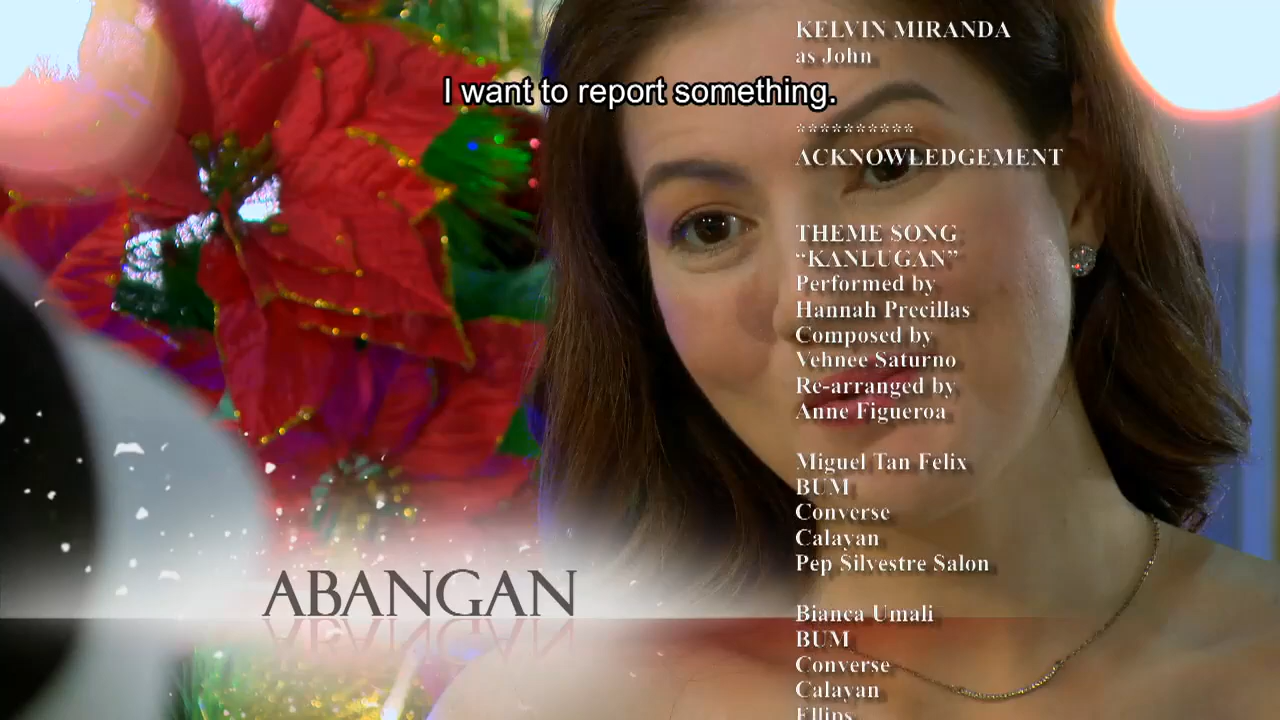 I want to report something.
KELVIN MIRANDA
as John
**********
ACKNOWLEDGEMENT
THEME SONG
“KANLUGAN”
Performed by
Hannah Precillas
Composed by
Vehnee Saturno
Re-arranged by
Anne Figueroa
Miguel Tan Felix
BUM
Converse
Calayan
Pep Silvestre Salon
Bianca Umali
BUM
Converse
Calayan
Ellips
ABANGAN